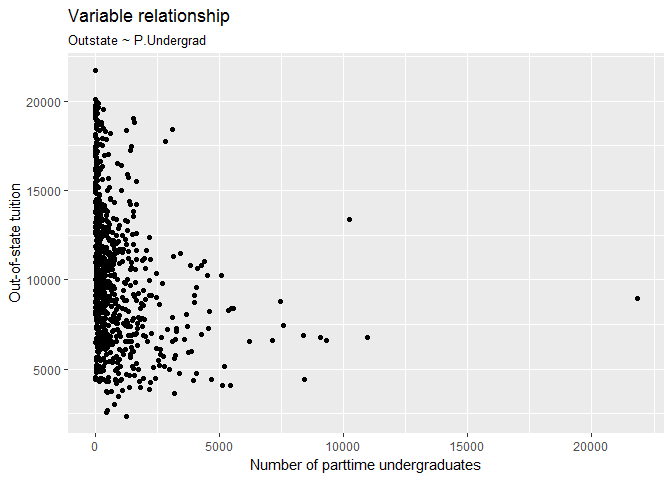 Variable relationship
Outstate ~ P.Undergrad
20000
15000
10000
5000
Out-of-state tuition
0
5000
10000
15000
20000
Number of parttime undergraduates